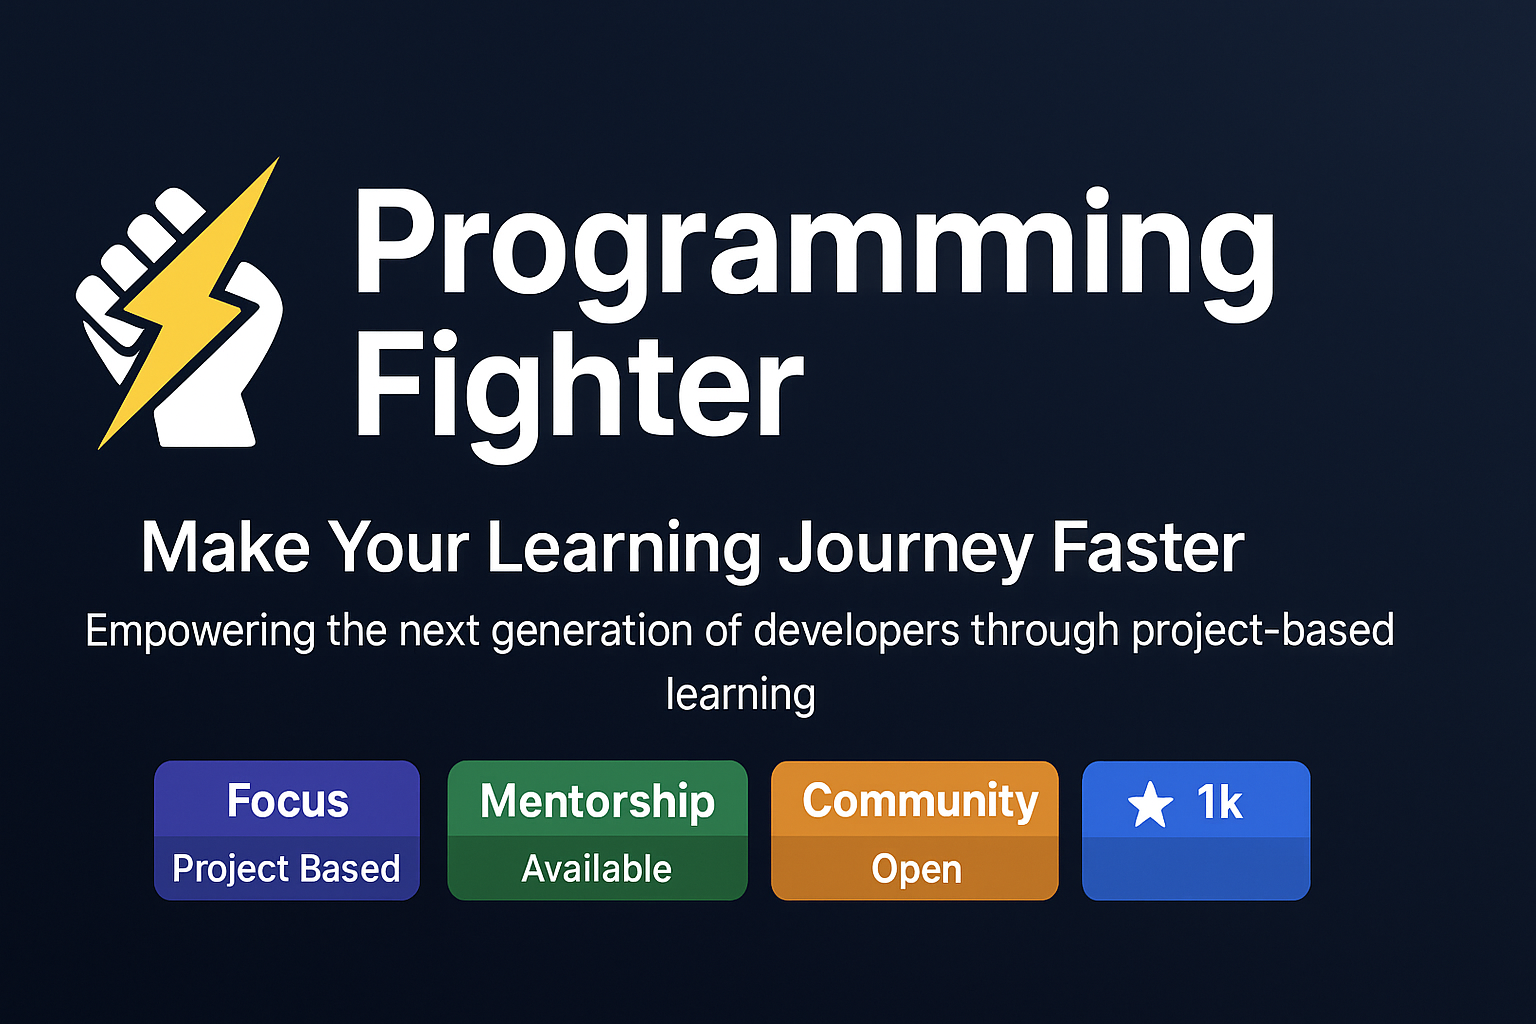 Programming
Fighter
Make Your Learning Journey Faster
Empowering the next generation of developers through project-based
learning
Focus
Project Based
Mentorship
Available
Community
Open
★ 1k